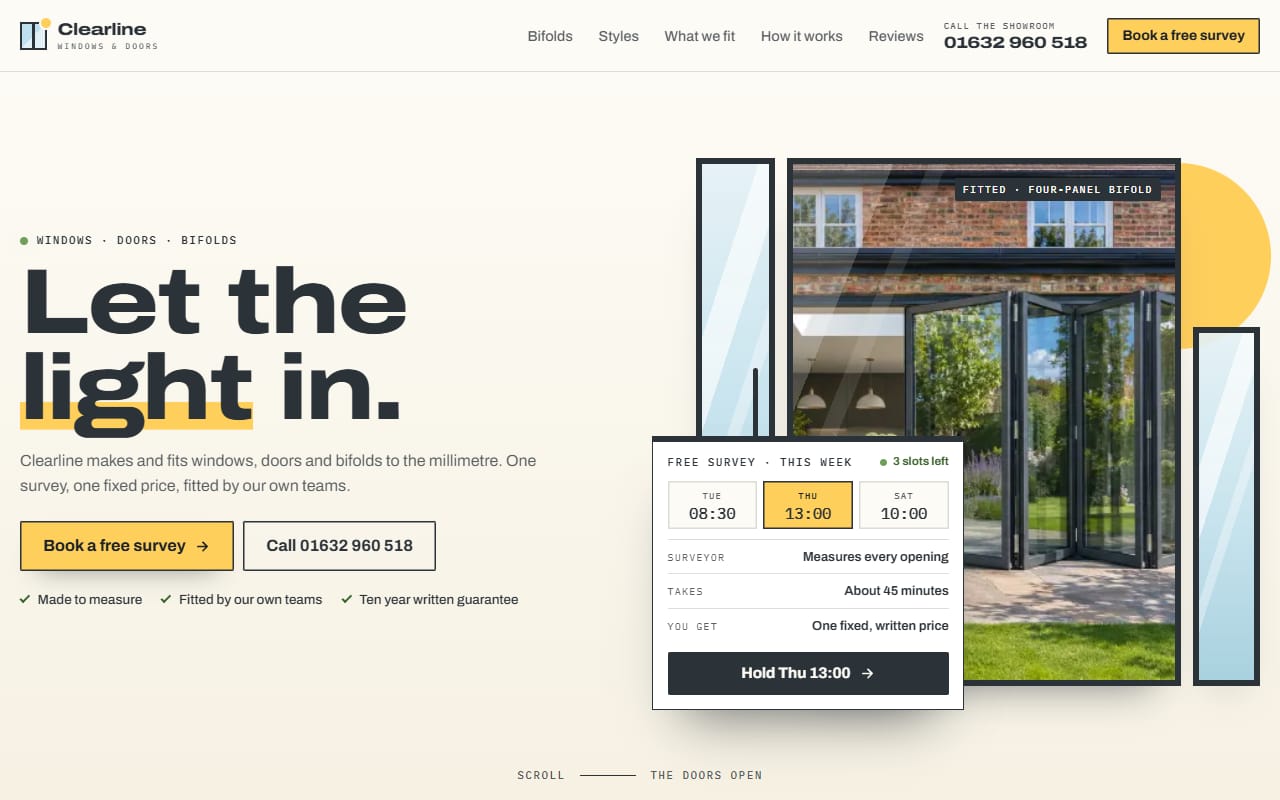 Clearline
WINDOWS & DOORS
Bifolds
Styles
What we fit
How it works
Reviews
CALL THE SHOWROOM
01632 960 518
Book a free survey
WINDOWS · DOORS · BIFOLDS
Let the
light in.
Clearline makes and fits windows, doors and bifolds to the millimetre. One
survey, one fixed price, fitted by our own teams.
Book a free survey →
Call 01632 960 518
Made to measure
Fitted by our own teams
Ten year written guarantee
FITTED · FOUR-PANEL BIFOLD
FREE SURVEY · THIS WEEK
3 slots left
TUE
08:30
THU
13:00
SAT
10:00
SURVEYOR
Measures every opening
TAKES
About 45 minutes
YOU GET
One fixed, written price
Hold Thu 13:00 →
SCROLL
THE DOORS OPEN